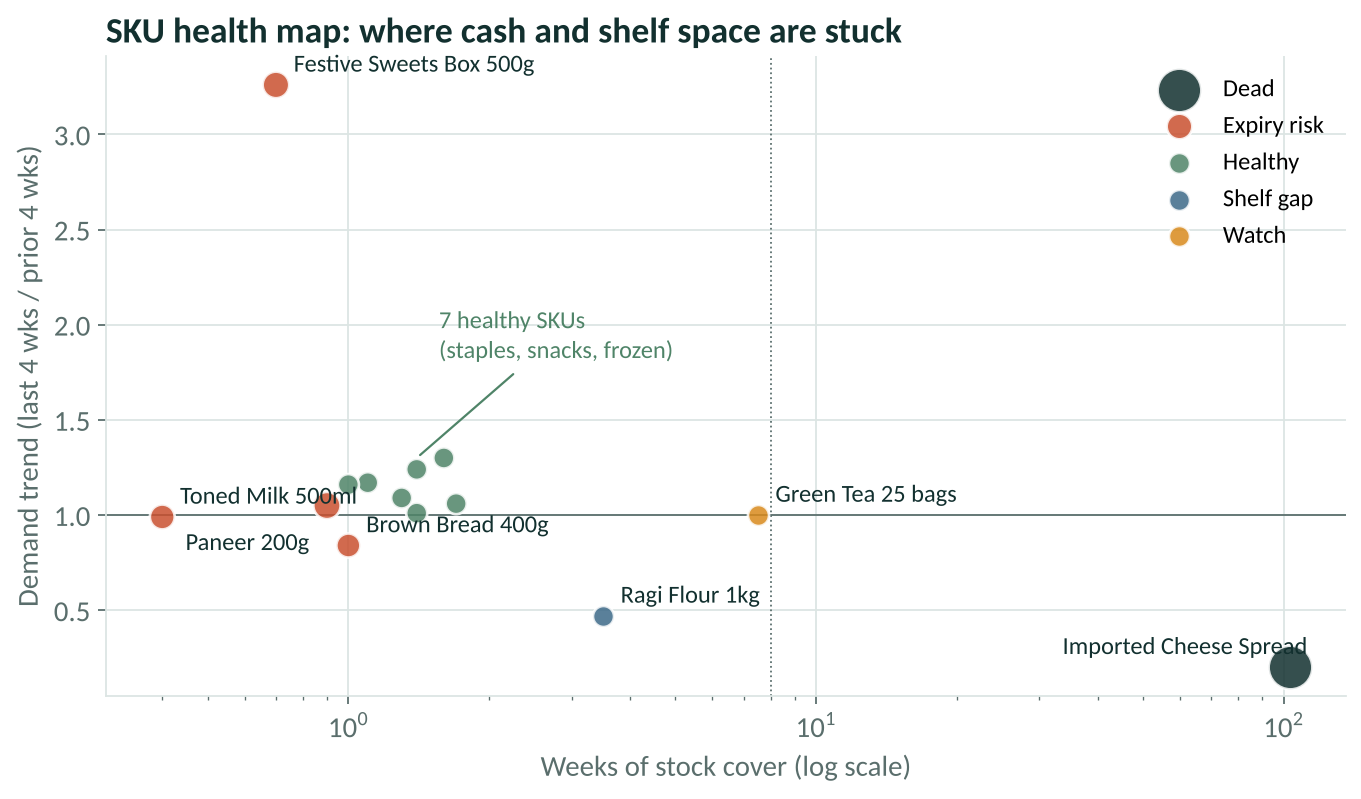 SKU health map: where cash and shelf space are stuck
Festive Sweets Box 500g
Dead
Expiry risk
Healthy
Shelf gap
Watch
Demand trend (last 4 wks / prior 4 wks)
3.0
2.5
2.0
1.5
1.0
0.5
7 healthy SKUs
(staples, snacks, frozen)
Toned Milk 500ml
Green Tea 25 bags
Brown Bread 400g
Paneer 200g
Ragi Flour 1kg
Imported Cheese Spread
10⁰
10¹
10²
Weeks of stock cover (log scale)